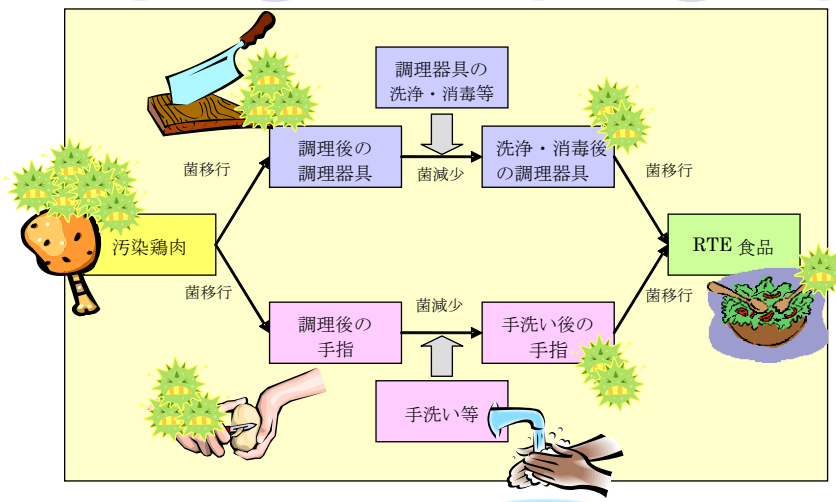 調理器具の
洗浄・消毒等
調理後の
調理器具
菌減少
洗浄・消毒後
の調理器具
菌移行
菌移行
汚染鶏肉
RTE 食品
菌移行
菌移行
調理後の
手指
菌減少
手洗い後の
手指
手洗い等